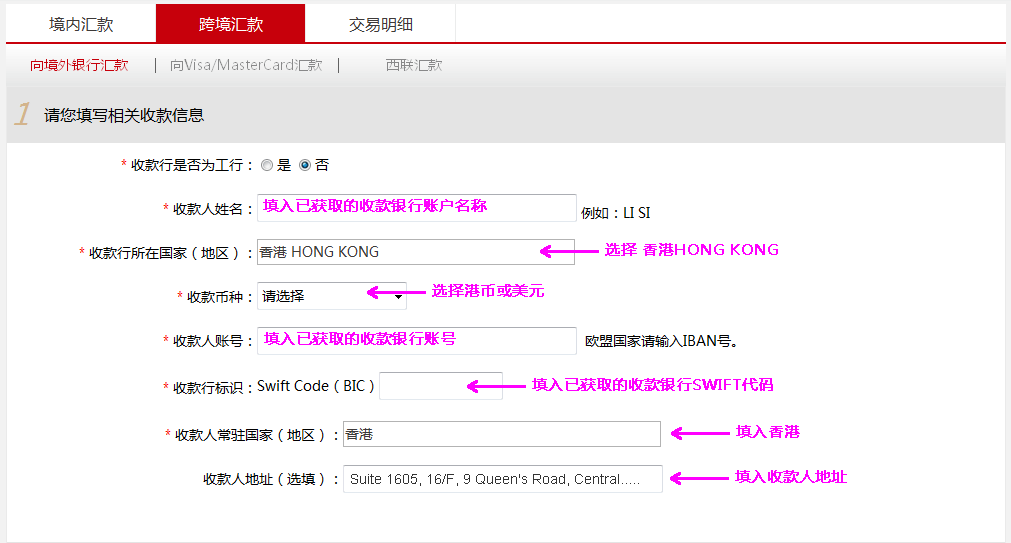 境内汇款 跨境汇款 交易明细
向境外银行汇款 | 向Visa/MasterCard汇款 | 西联汇款
1 请您填写相关收款信息
* 收款行是否为工行： 是 否
* 收款人姓名： 填入已获取的收款银行账户名称 例如：LI SI
* 收款行所在国家（地区）： 香港 HONG KONG 选择 香港HONG KONG
* 收款币种： 请选择 选择港币或美元
* 收款人账号： 填入已获取的收款银行账号 欧盟国家请输入IBAN号。
* 收款行标识：Swift Code（BIC） 填入已获取的收款银行SWIFT代码
* 收款人常驻国家（地区）： 香港 填入香港
收款人地址（选填）： Suite 1605, 16/F, 9 Queen's Road, Central..... 填入收款人地址